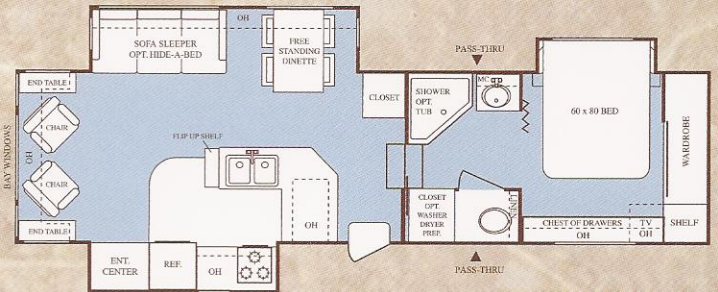 OH
SOFA SLEEPER
OPT. HIDE-A-BED
FREE
STANDING
DINETTE
PASS-THRU
END TABLE
CLOSET
SHOWER
OPT.
TUB
MC
60 x 80 BED
WARDROBE
BAY WINDOWS
CHAIR
OH
CHAIR
FLIP UP SHELF
END TABLE
OH
CLOSET
OPT.
WASHER
DRYER
PREP.
LINEN
CHEST OF DRAWERS
OH
TV
OH
SHELF
ENT.
CENTER
REF.
OH
PASS-THRU